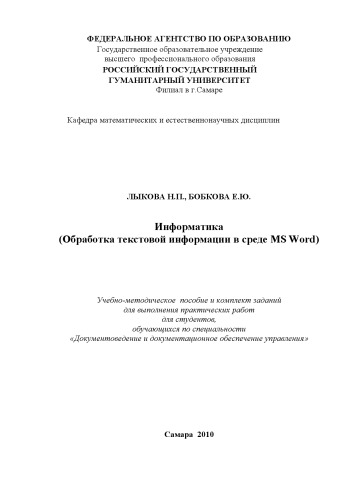 ФЕДЕРАЛЬНОЕ АГЕНТСТВО ПО ОБРАЗОВАНИЮ
Государственное образовательное учреждение
высшего профессионального образования
РОССИЙСКИЙ ГОСУДАРСТВЕННЫЙ
ГУМАНИТАРНЫЙ УНИВЕРСИТЕТ
Филиал в г.Самаре
Кафедра математических и естественнонаучных дисциплин
ЛЫКОВА Н.П., БОБКОВА Е.Ю.
Информатика
(Обработка текстовой информации в среде MS Word)
Учебно-методическое пособие и комплект заданий
для выполнения практических работ
для студентов,
обучающихся по специальности
«Документоведение и документационное обеспечение управления»
Самара 2010